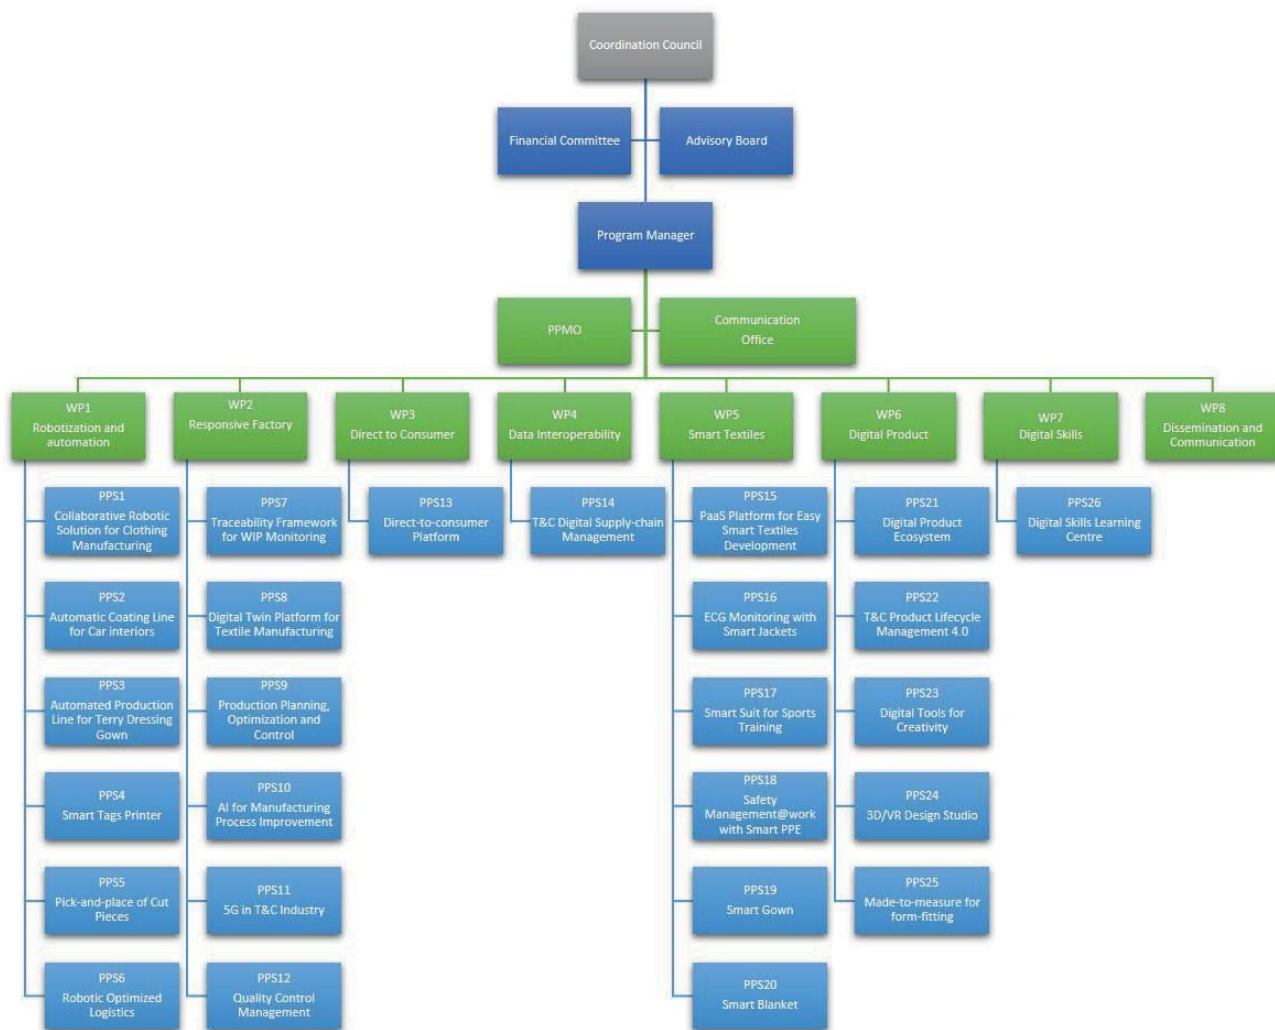 Coordination Council
Financial Committee
Advisory Board
Program Manager
PPMO
Communication
Office
WP1
Robotization and
automation
WP2
Responsive Factory
WP3
Direct to Consumer
WP4
Data Interoperability
WP5
Smart Textiles
WP6
Digital Product
WP7
Digital Skills
WP8
Dissemination and
Communication
PPS1
Collaborative Robotic
Solution for Clothing
Manufacturing
PPS7
Traceability Framework
for WIP Monitoring
PPS13
Direct-to-consumer
Platform
PPS14
T&C Digital Supply-chain
Management
PPS15
PaaS Platform for Easy
Smart Textiles
Development
PPS21
Digital Product
Ecosystem
PPS26
Digital Skills Learning
Centre
PPS2
Automatic Coating Line
for Car interiors
PPS8
Digital Twin Platform for
Textile Manufacturing
PPS16
ECG Monitoring with
Smart Jackets
PPS22
T&C Product Lifecycle
Management 4.0
PPS3
Automated Production
Line for Terry Dressing
Gown
PPS9
Production Planning,
Optimization and
Control
PPS17
Smart Suit for Sports
Training
PPS23
Digital Tools for
Creativity
PPS4
Smart Tags Printer
PPS10
AI for Manufacturing
Process Improvement
PPS18
Safety
Management@work
with Smart PPE
PPS24
3D/VR Design Studio
PPS5
Pick-and-place of Cut
Pieces
PPS11
5G in T&C Industry
PPS19
Smart Gown
PPS25
Made-to-measure for
form-fitting
PPS6
Robotic Optimized
Logistics
PPS12
Quality Control
Management
PPS20
Smart Blanket